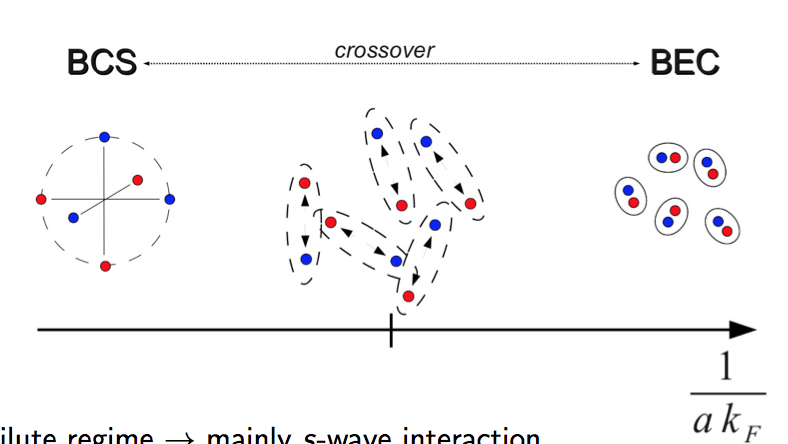 crossover
BCS BEC
1
a k_F
ilute regime → mainly s-wave interaction